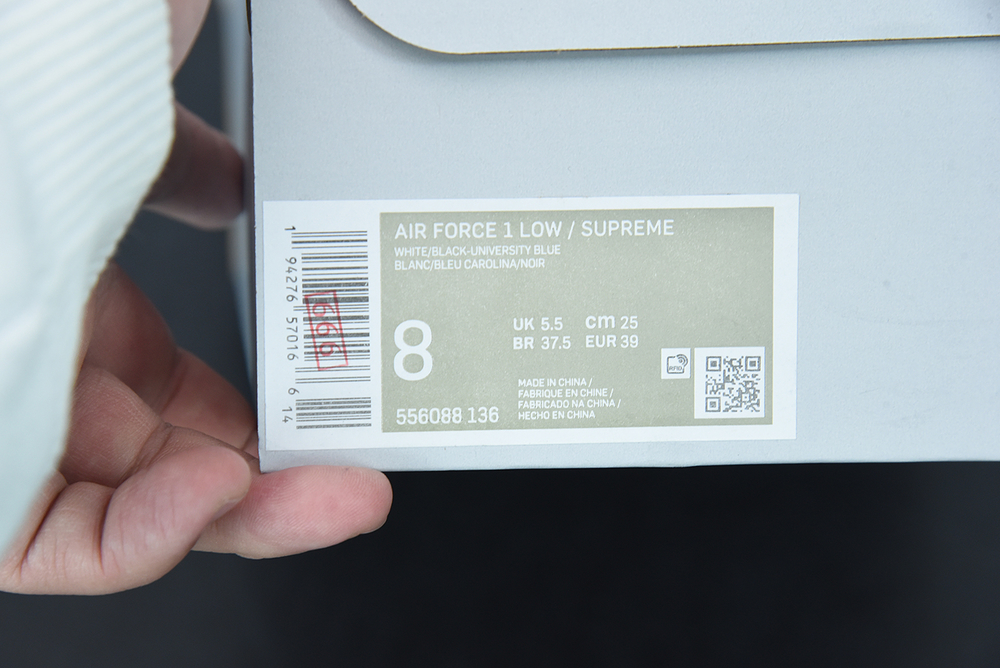 AIR FORCE 1 LOW / SUPREME
WHITE/BLACK-UNIVERSITY BLUE
BLANC/BLEU CAROLINA/NOIR
8
UK 5.5 cm 25
BR 37.5 EUR 39
RFID
MADE IN CHINA /
FABRIQUE EN CHINE /
FABRICADO NA CHINA /
HECHO EN CHINA
556088 136
1 94276 57016 6 14
666